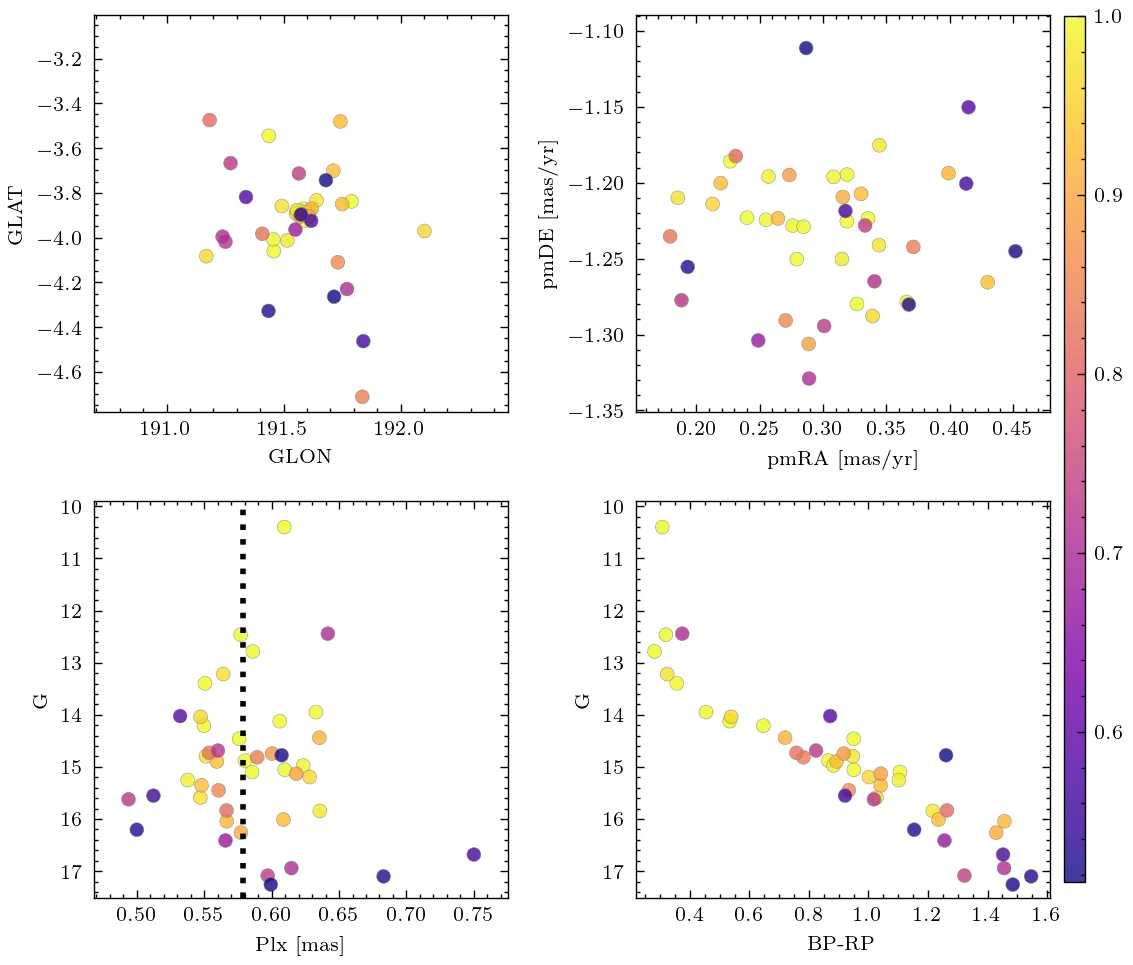 −3.2
−3.4
−3.6
−3.8
−4.0
−4.2
−4.4
−4.6
GLAT
191.0 191.5 192.0
GLON
−1.10
−1.15
−1.20
−1.25
−1.30
−1.35
pmDE [mas/yr]
0.20 0.25 0.30 0.35 0.40 0.45
pmRA [mas/yr]
1.0
0.9
0.8
0.7
0.6
10
11
12
13
14
15
16
17
G
0.50 0.55 0.60 0.65 0.70 0.75
Plx [mas]
10
11
12
13
14
15
16
17
G
0.4 0.6 0.8 1.0 1.2 1.4 1.6
BP-RP